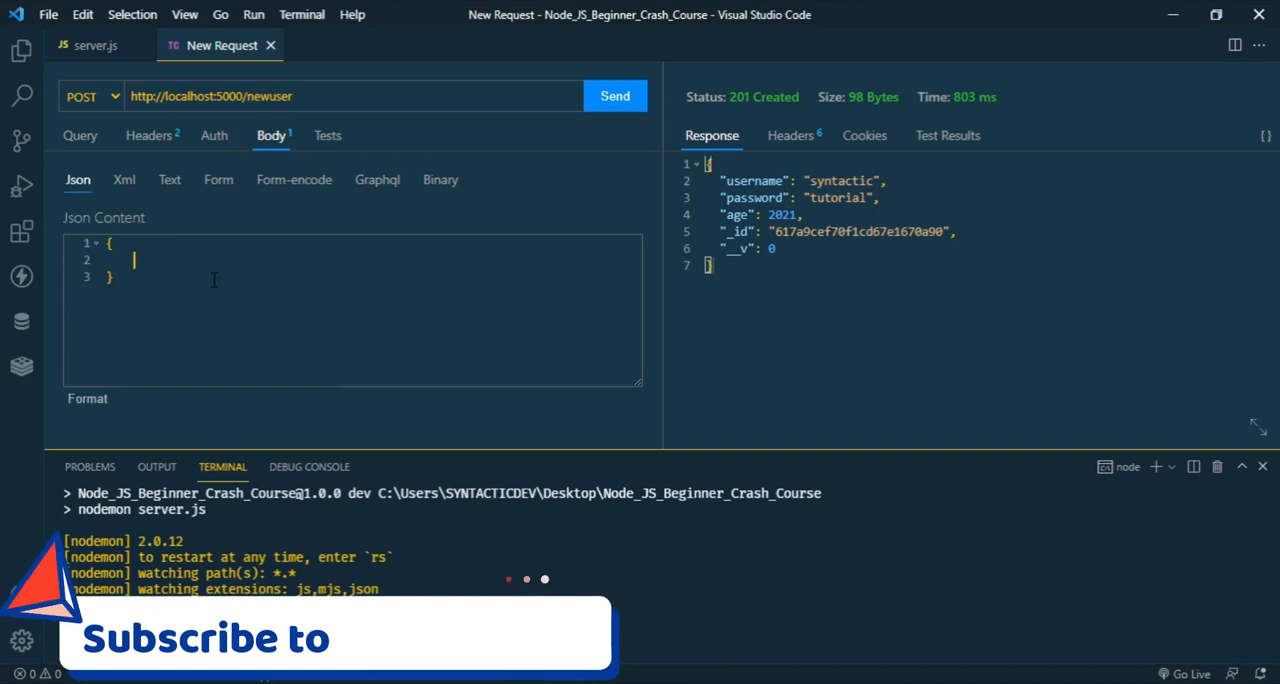 File Edit Selection View Go Run Terminal Help
New Request - Node_JS_Beginner_Crash_Course - Visual Studio Code
JS server.js
TC New Request
POST http://localhost:5000/newuser Send
Query Headers 2 Auth Body 1 Tests
Json Xml Text Form Form-encode Graphql Binary
Json Content
1 {
2
3 }
Format
Status: 201 Created Size: 98 Bytes Time: 803 ms
Response Headers 6 Cookies Test Results { }
1 {
2 "username": "syntactic",
3 "password": "tutorial",
4 "age": 2021,
5 "_id": "617a9cef70f1cd67e1670a90",
6 "__v": 0
7 }
PROBLEMS OUTPUT TERMINAL DEBUG CONSOLE
node
> Node_JS_Beginner_Crash_Course@1.0.0 dev C:\Users\SYNTACTICDEV\Desktop\Node_JS_Beginner_Crash_Course
> nodemon server.js
[nodemon] 2.0.12
[nodemon] to restart at any time, enter `rs`
[nodemon] watching path(s): *.*
[nodemon] watching extensions: js,mjs,json
Subscribe to
0 0
Go Live